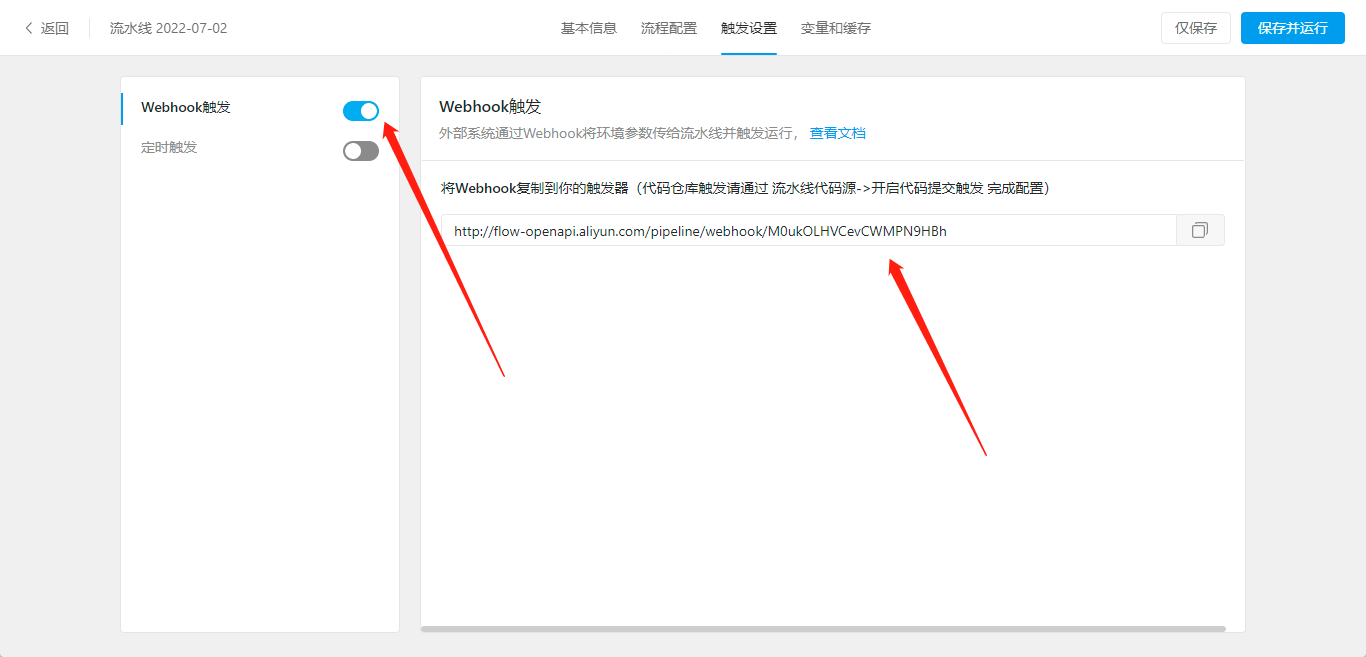 返回
流水线 2022-07-02
基本信息 流程配置 触发设置 变量和缓存
仅保存 保存并运行
Webhook触发
定时触发
Webhook触发
外部系统通过Webhook将环境参数传给流水线并触发运行， 查看文档
将Webhook复制到你的触发器（代码仓库触发请通过 流水线代码源->开启代码提交触发 完成配置）
http://flow-openapi.aliyun.com/pipeline/webhook/M0ukOLHVCevCWMPN9HBh